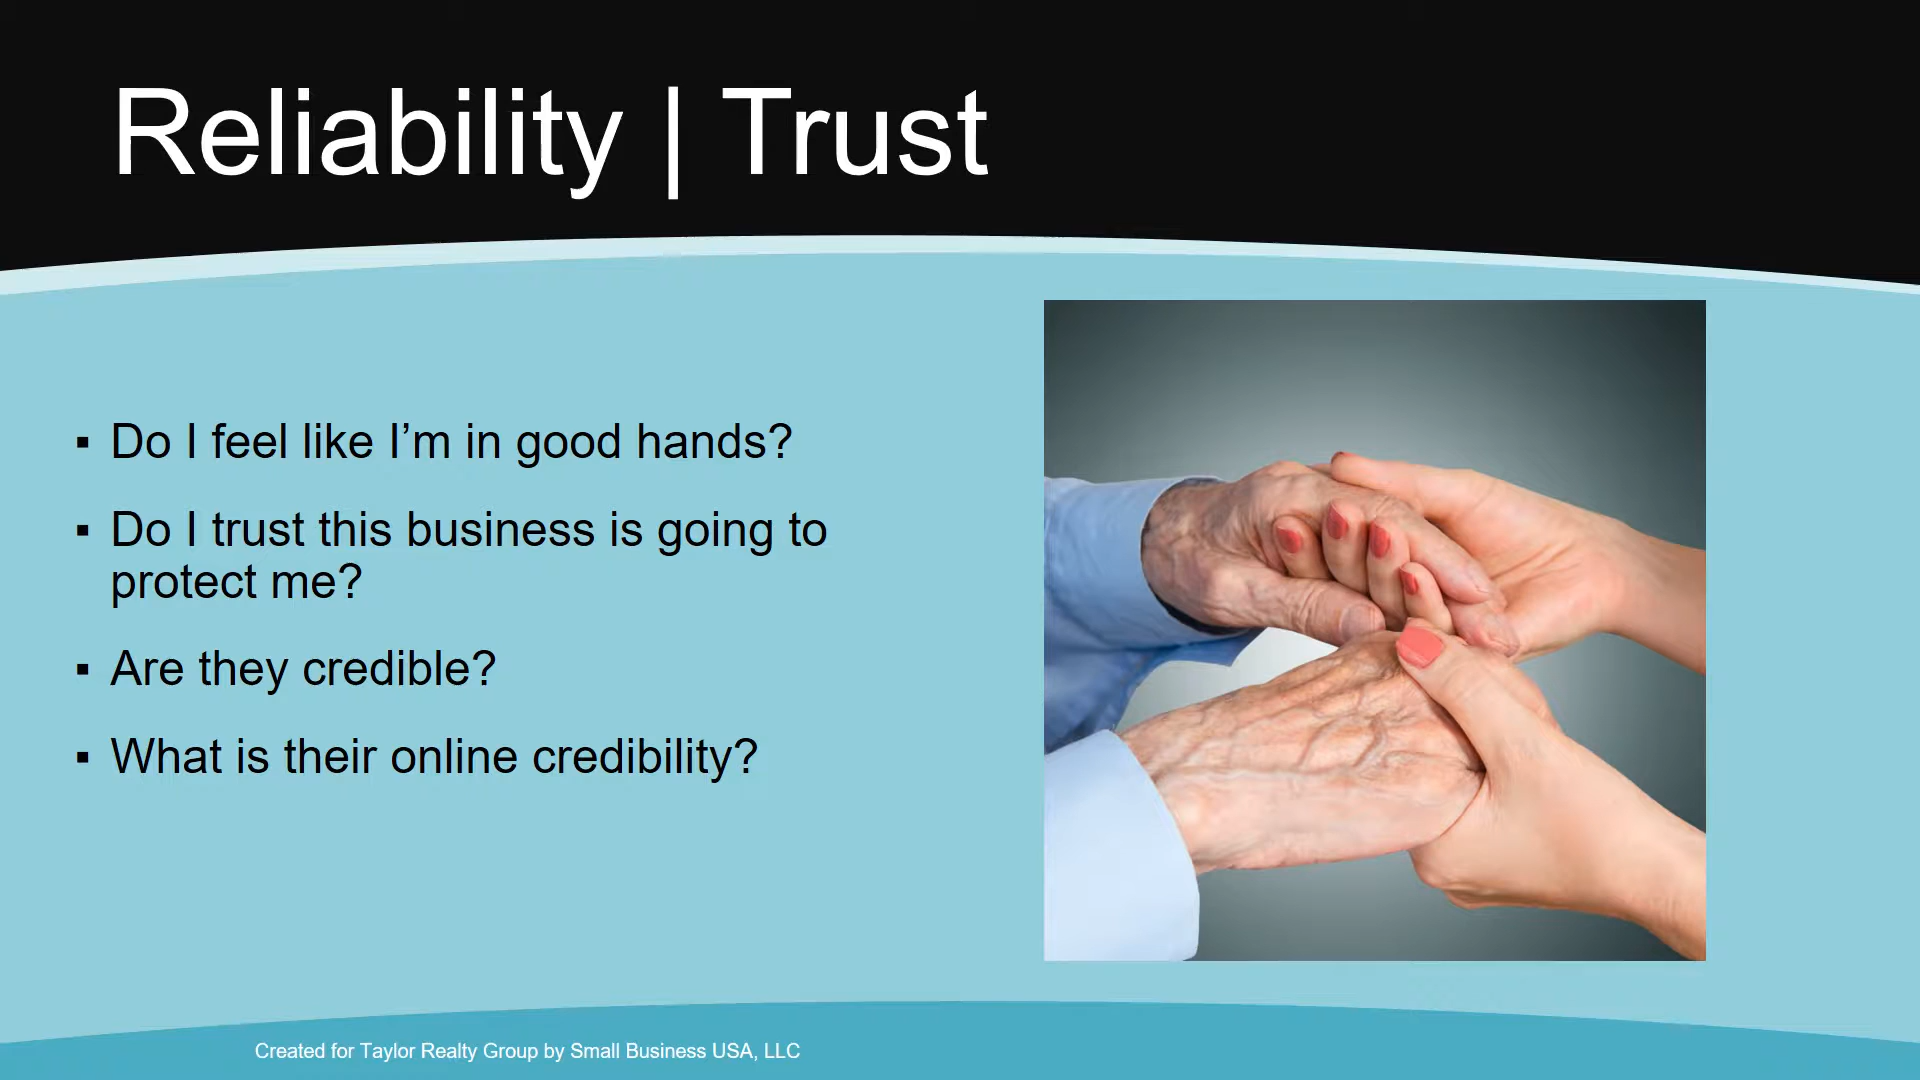 Reliability | Trust
▪ Do I feel like I’m in good hands?
▪ Do I trust this business is going to
protect me?
▪ Are they credible?
▪ What is their online credibility?
Created for Taylor Realty Group by Small Business USA, LLC